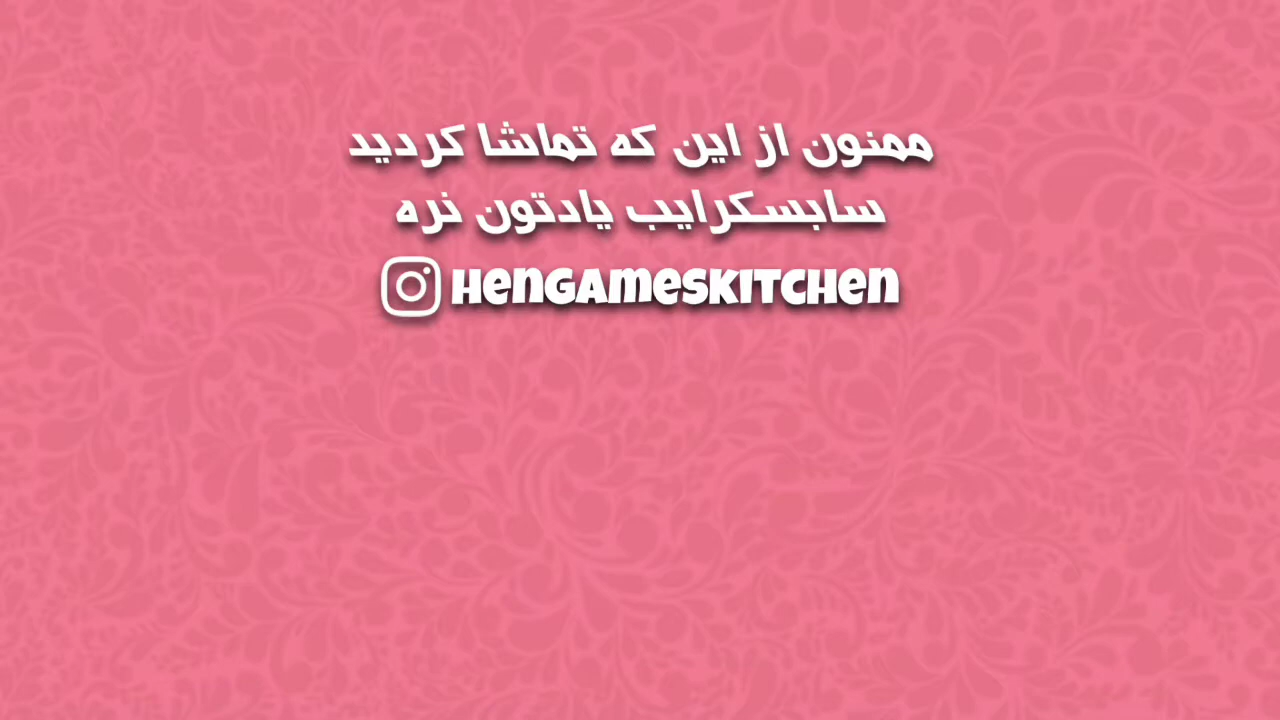 ممنون از این که تماشا کردید
سابسکرایب یادتون نره
HENGAMESKITCHEN